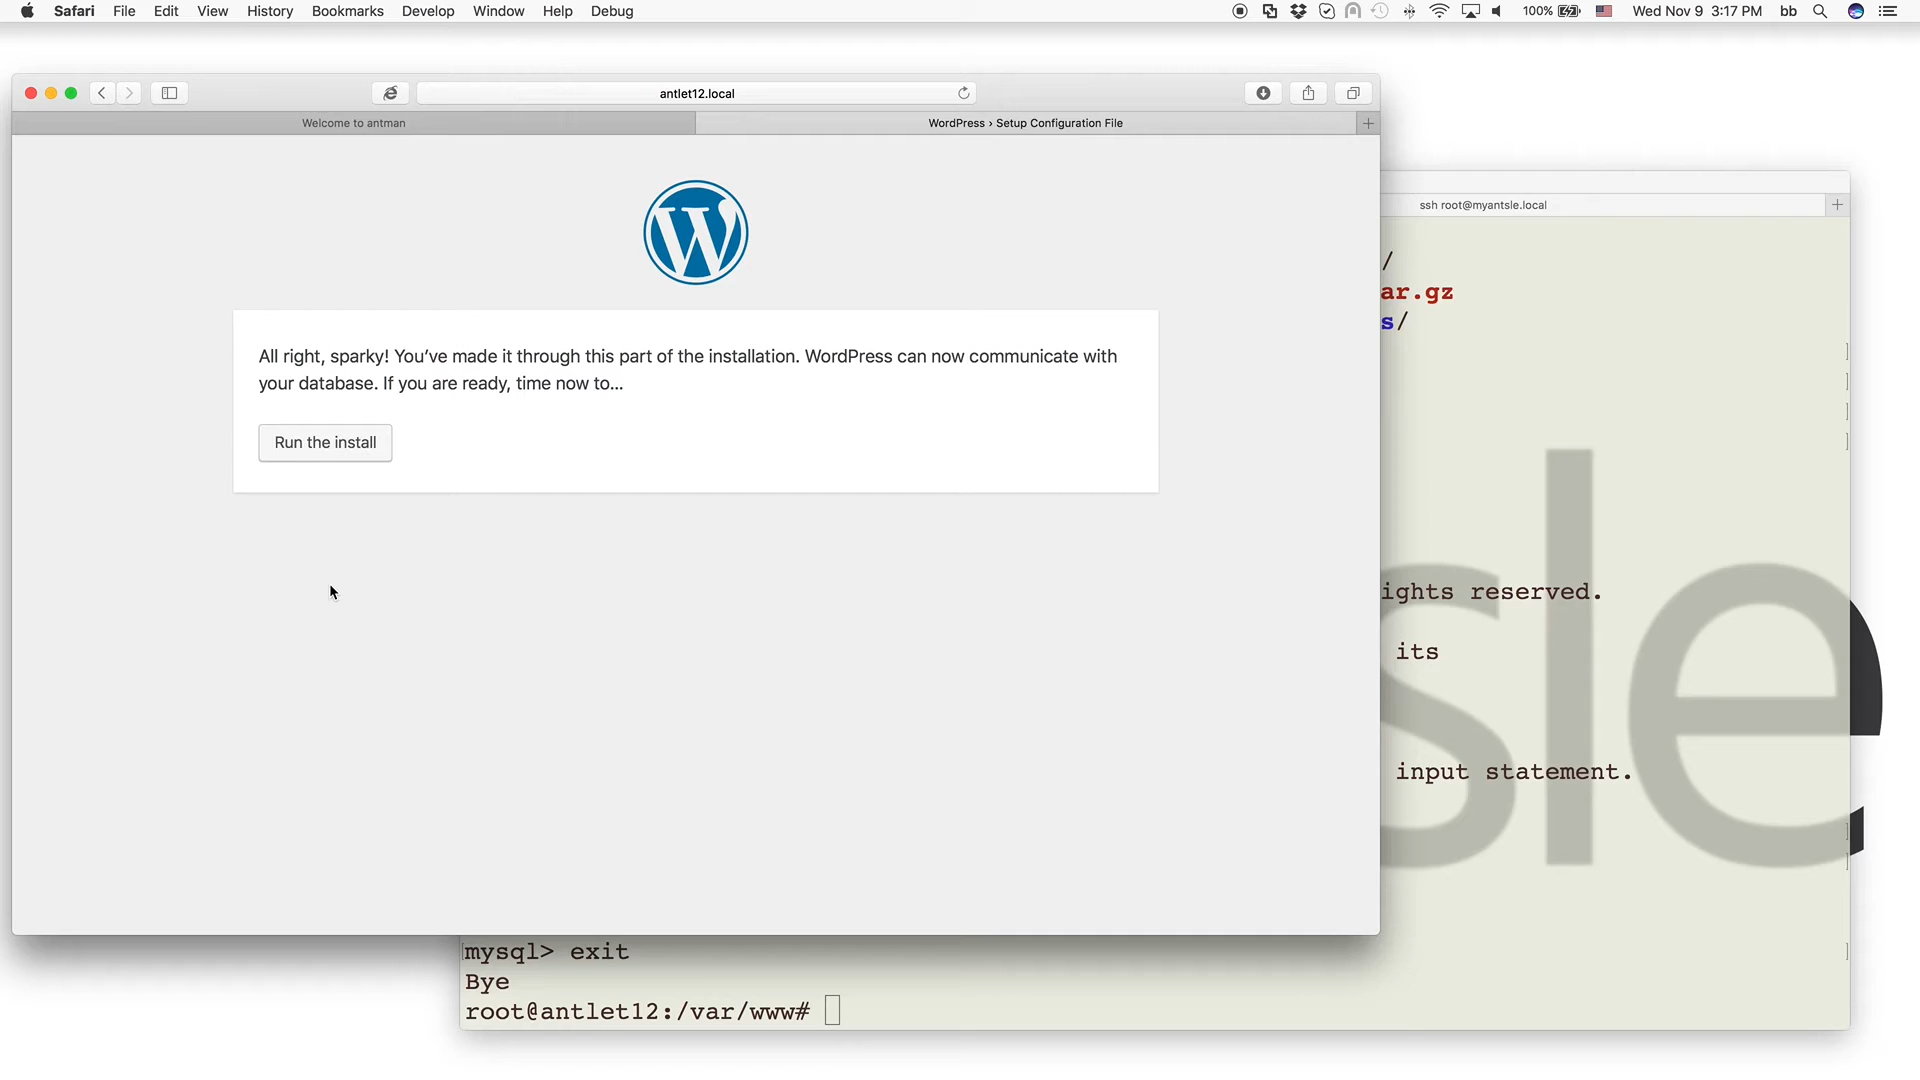 Safari File Edit View History Bookmarks Develop Window Help Debug
100% Wed Nov 9 3:17 PM bb
antlet12.local
Welcome to antman
WordPress › Setup Configuration File
All right, sparky! You’ve made it through this part of the installation. WordPress can now communicate with
your database. If you are ready, time now to…
Run the install
ssh root@myantsle.local
/
ar.gz
s/
ights reserved.
its
input statement.
sle
mysql> exit
Bye
root@antlet12:/var/www#